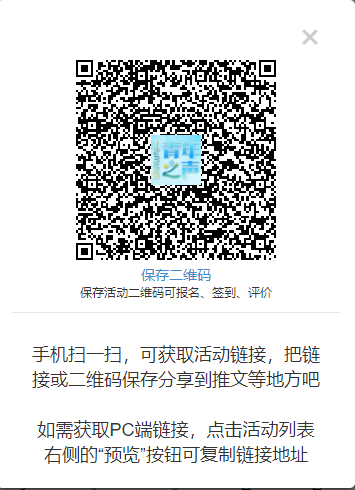 青年
之声
保存二维码
保存活动二维码可报名、签到、评价
手机扫一扫，可获取活动链接，把链
接或二维码保存分享到推文等地方吧
如需获取PC端链接，点击活动列表
右侧的“预览”按钮可复制链接地址